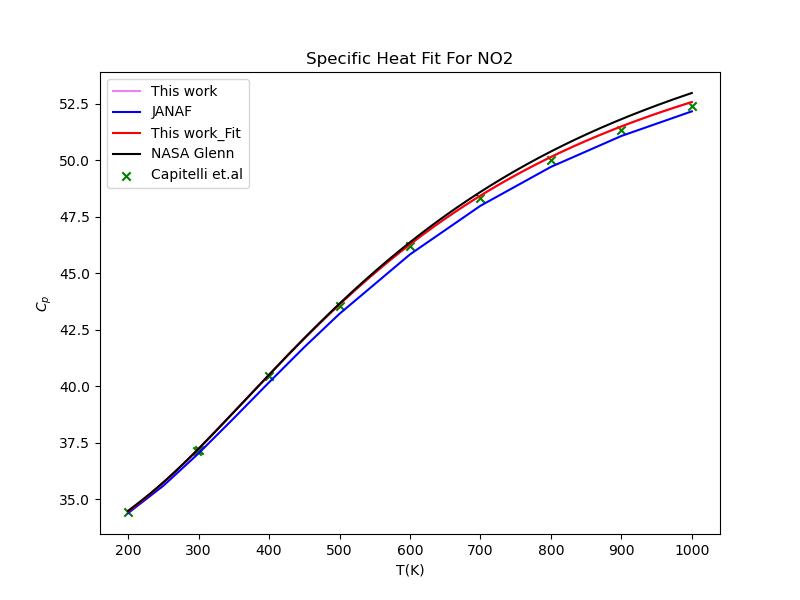 Specific Heat Fit For NO2
This work
JANAF
This work_Fit
NASA Glenn
Capitelli et.al
52.5
50.0
47.5
45.0
42.5
40.0
37.5
35.0
Cp
200 300 400 500 600 700 800 900 1000
T(K)